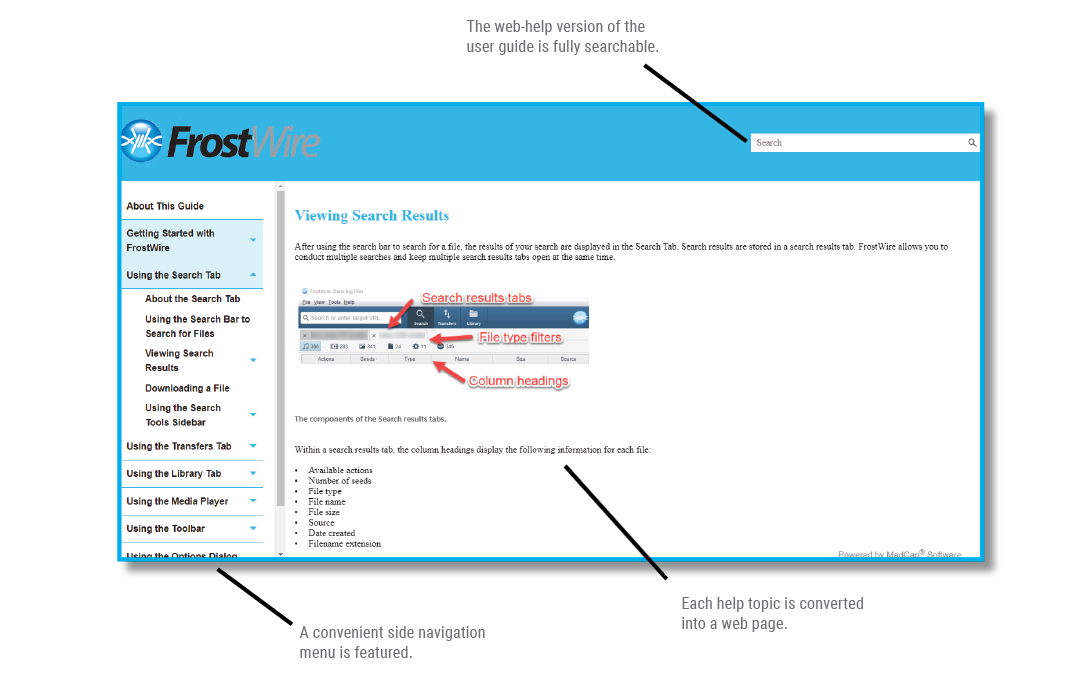 The web-help version of the
user guide is fully searchable.
FrostWire
Search
About This Guide
Getting Started with
FrostWire
Using the Search Tab
About the Search Tab
Using the Search Bar to
Search for Files
Viewing Search
Results
Downloading a File
Using the Search
Tools Sidebar
Using the Transfers Tab
Using the Library Tab
Using the Media Player
Using the Toolbar
Using the Options Dialog
Viewing Search Results
After using the search bar to search for a file, the results of your search are displayed in the Search Tab. Search results are stored in a search results tab. FrostWire allows you to
conduct multiple searches and keep multiple search results tabs open at the same time.
FrostWire: Share Big Files
File View Tools Help
Search or enter target URL
Search Transfers Library
Search results tabs
File type filters
283 341 24 11 346
Actions Seeds Type Name Size Source
Column headings
The components of the Search results tabs.
Within a search results tab, the column headings display the following information for each file:
• Available actions
• Number of seeds
• File type
• File name
• File size
• Source
• Date created
• Filename extension
Powered by MadCap® Software
A convenient side navigation
menu is featured.
Each help topic is converted
into a web page.